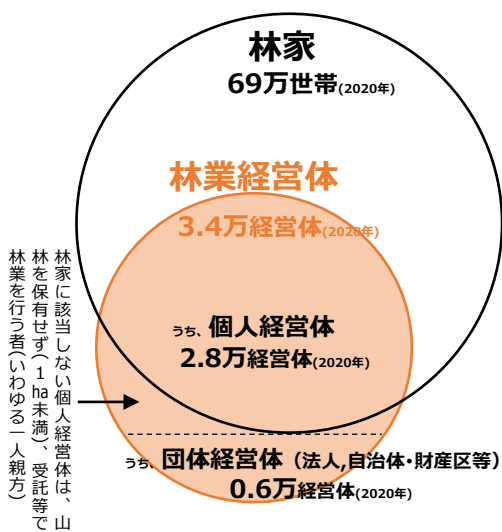 林家
69万世帯(2020年)
林業経営体
3.4万経営体(2020年)
うち、個人経営体
2.8万経営体(2020年)
林家に該当しない個人経営体は、山
林を保有せず(1ha未満)、受託等で
林業を行う者(いわゆる一人親方)
うち、団体経営体（法人,自治体・財産区等）
0.6万経営体(2020年)